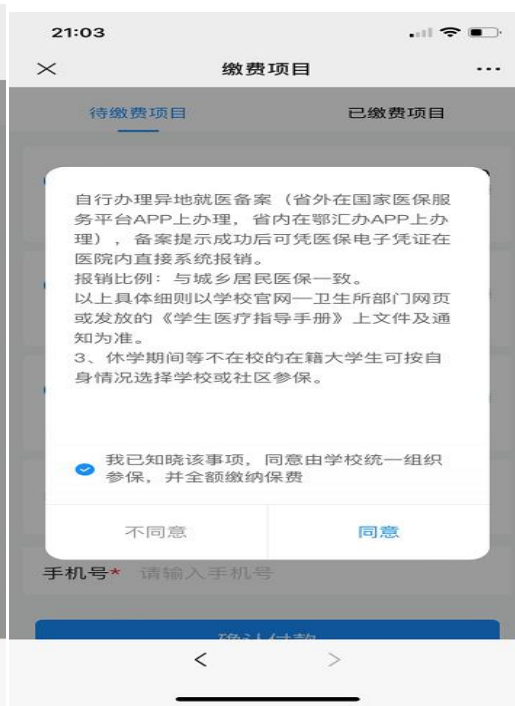 21:03
缴费项目
待缴费项目
已缴费项目
自行办理异地就医备案（省外在国家医保服
务平台APP上办理，省内在鄂汇办APP上办
理），备案提示成功后可凭医保电子凭证在
医院内直接系统报销。
报销比例：与城乡居民医保一致。
以上具体细则以学校官网—卫生所部门网页
或发放的《学生医疗指导手册》上文件及通
知为准。
3、休学期间等不在校的在籍大学生可按自
身情况选择学校或社区参保。
我已知晓该事项，同意由学校统一组织
参保，并全额缴纳保费
不同意
同意
手机号* 请输入手机号
确认付款